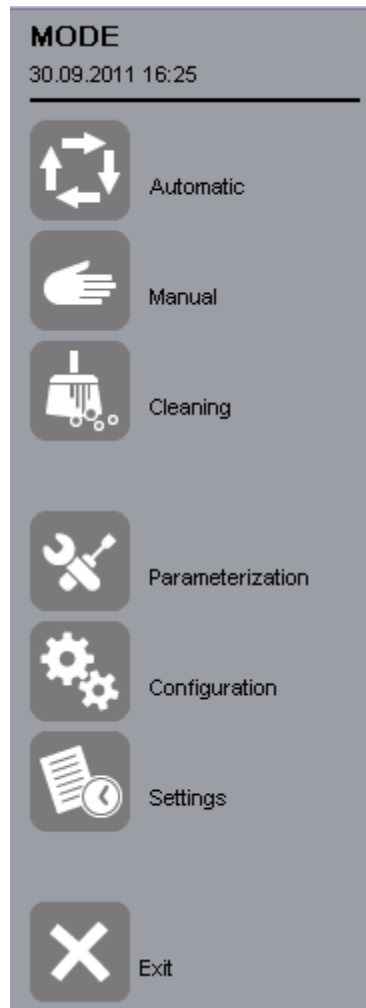 MODE
30.09.2011 16:25
Automatic
Manual
Cleaning
Parameterization
Configuration
Settings
Exit